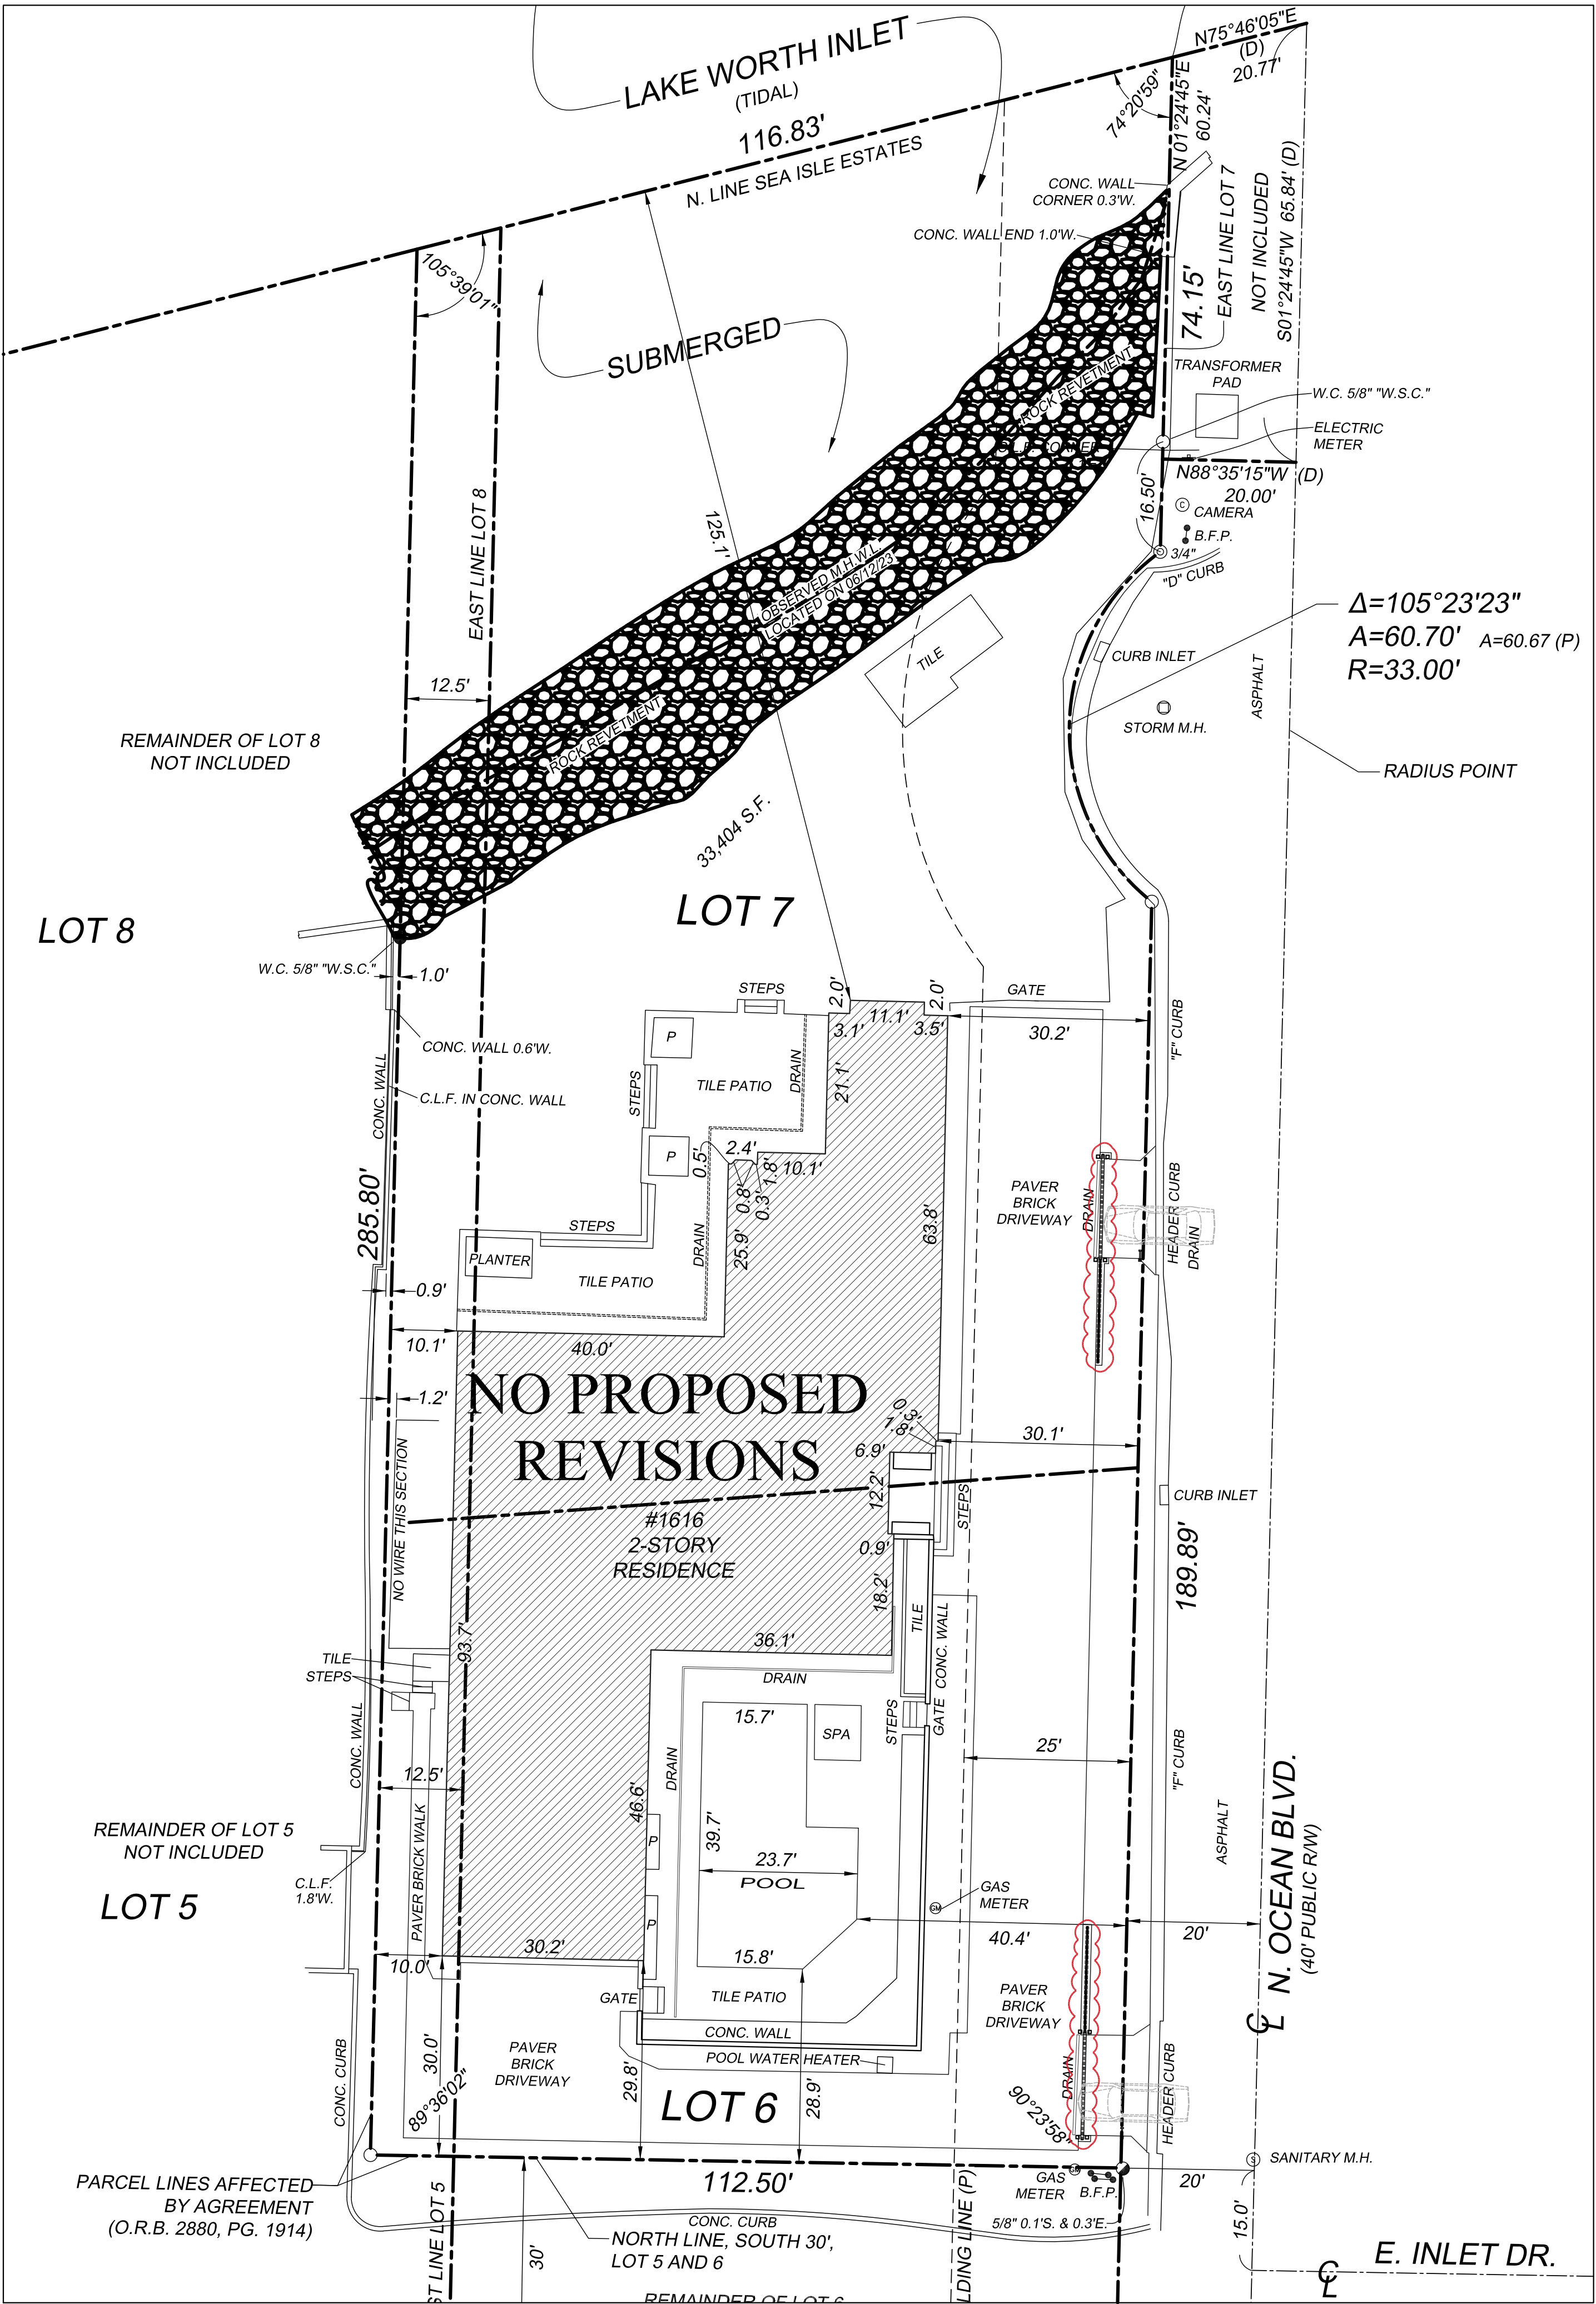 LAKE WORTH INLET
(TIDAL)
116.83'
N. LINE SEA ISLE ESTATES
N75°46'05"E
(D)
20.77'
74°20'59"
N 01°24'45"E
60.24'
CONC. WALL
CORNER 0.3'W.
CONC. WALL END 1.0'W.
EAST LINE LOT 7
NOT INCLUDED
S01°24'45"W 65.84' (D)
74.15'
105°39'01"
SUBMERGED
ROCK REVETMENT
TRANSFORMER
PAD
W.C. 5/8" "W.S.C."
ELECTRIC
METER
N88°35'15"W (D)
20.00'
16.50'
CAMERA
C
B.F.P.
3/4"
"D" CURB
EAST LINE LOT 8
125.1'
OBSERVED M.H.W.L.
LOCATED ON 06/12/23
Δ=105°23'23"
A=60.70' A=60.67 (P)
R=33.00'
TILE
CURB INLET
ASPHALT
STORM M.H.
RADIUS POINT
12.5'
ROCK REVETMENT
REMAINDER OF LOT 8
NOT INCLUDED
33,404 S.F.
LOT 7
LOT 8
W.C. 5/8" "W.S.C."
1.0'
STEPS
2.0'
11.1'
2.0'
3.1'
3.5'
GATE
30.2'
"F" CURB
P
CONC. WALL 0.6'W.
CONC. WALL
C.L.F. IN CONC. WALL
STEPS
TILE PATIO
DRAIN
21.1'
P
0.5'
2.4'
1.8'
10.1'
0.8'
0.3'
285.80'
STEPS
DRAIN
25.9'
63.8'
PAVER
BRICK
DRIVEWAY
DRAIN
HEADER CURB
DRAIN
PLANTER
TILE PATIO
0.9'
10.1'
40.0'
1.2'
NO PROPOSED
REVISIONS
0.3'
1.8'
6.9'
30.1'
12.2'
NO WIRE THIS SECTION
#1616
2-STORY
RESIDENCE
STEPS
CURB INLET
0.9'
18.2'
189.89'
TILE
CONC. WALL
93.7'
36.1'
TILE
STEPS
DRAIN
15.7'
SPA
STEPS
GATE
CONC. WALL
25'
"F" CURB
12.5'
DRAIN
46.6'
39.7'
PAVER BRICK WALK
P
23.7'
POOL
ASPHALT
N. OCEAN BLVD.
(40' PUBLIC R/W)
REMAINDER OF LOT 5
NOT INCLUDED
C.L.F.
1.8'W.
LOT 5
GAS
METER
GM
P
40.4'
20'
30.2'
10.0'
15.8'
GATE
TILE PATIO
PAVER
BRICK
DRIVEWAY
CONC. WALL
CL
30.0'
PAVER
BRICK
DRIVEWAY
POOL WATER HEATER
DRAIN
HEADER CURB
CONC. CURB
89°36'02"
29.8'
LOT 6
28.9'
90°23'58"
S
SANITARY M.H.
PARCEL LINES AFFECTED
BY AGREEMENT
(O.R.B. 2880, PG. 1914)
112.50'
GAS
METER
GM
B.F.P.
20'
CONC. CURB
5/8" 0.1'S. & 0.3'E.
15.0'
NORTH LINE, SOUTH 30',
LOT 5 AND 6
30'
ST LINE LOT 5
LDING LINE (P)
E. INLET DR.
CL
REMAINDER OF LOT 6